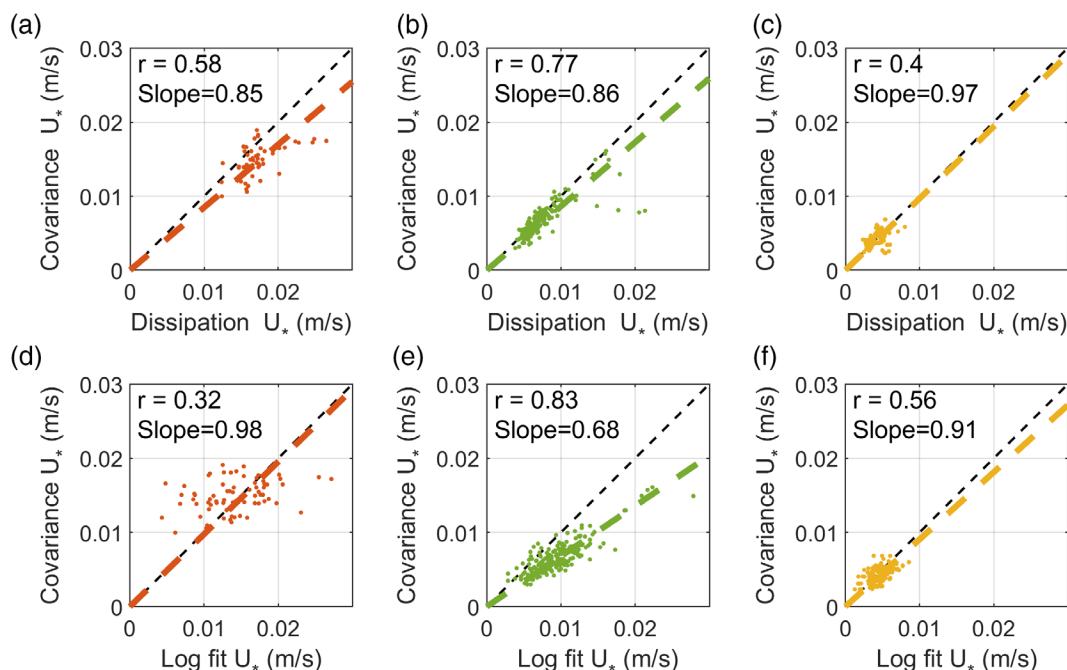 (a)
(b)
(c)
Covariance U* (m/s)
0.03
0.02
0.01
0
r = 0.58
Slope=0.85
0 0.01 0.02
Dissipation U* (m/s)
Covariance U* (m/s)
0.03
0.02
0.01
0
r = 0.77
Slope=0.86
0 0.01 0.02
Dissipation U* (m/s)
Covariance U* (m/s)
0.03
0.02
0.01
0
r = 0.4
Slope=0.97
0 0.01 0.02
Dissipation U* (m/s)
(d)
(e)
(f)
Covariance U* (m/s)
0.03
0.02
0.01
0
r = 0.32
Slope=0.98
0 0.01 0.02
Log fit U* (m/s)
Covariance U* (m/s)
0.03
0.02
0.01
0
r = 0.83
Slope=0.68
0 0.01 0.02
Log fit U* (m/s)
Covariance U* (m/s)
0.03
0.02
0.01
0
r = 0.56
Slope=0.91
0 0.01 0.02
Log fit U* (m/s)